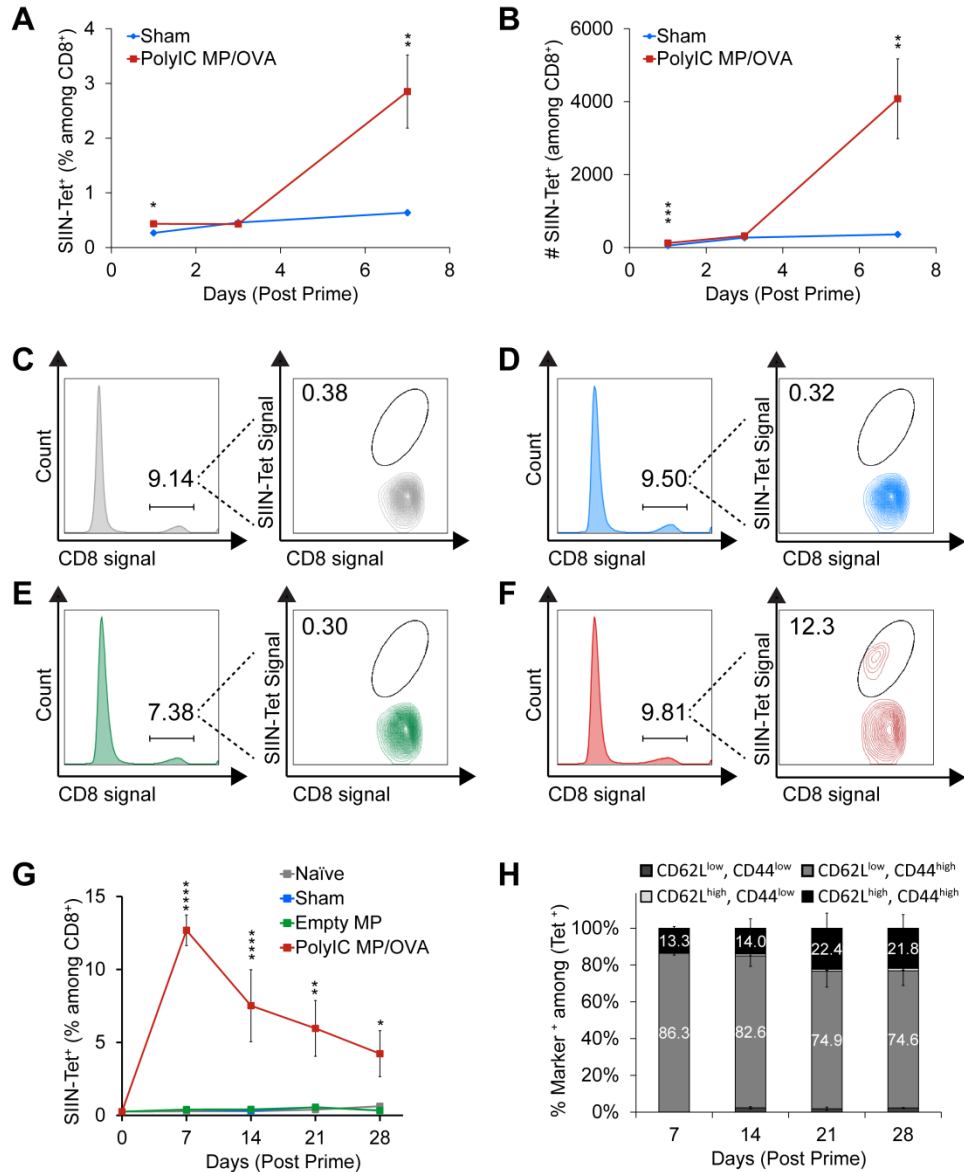 A
Sham
PolyIC MP/OVA
SIIN-Tet⁺ (% among CD8⁺)
4
3
2
1
0
*
**
0 2 4 6 8
Days (Post Prime)
B
Sham
PolyIC MP/OVA
# SIIN-Tet⁺ (among CD8⁺)
6000
4000
2000
0
***
**
0 2 4 6 8
Days (Post Prime)
C
Count
9.14
CD8 signal
SIIN-Tet Signal
0.38
CD8 signal
D
Count
9.50
CD8 signal
SIIN-Tet Signal
0.32
CD8 signal
E
Count
7.38
CD8 signal
SIIN-Tet Signal
0.30
CD8 signal
F
Count
9.81
CD8 signal
SIIN-Tet Signal
12.3
CD8 signal
G
SIIN-Tet⁺ (% among CD8⁺)
Naïve
Sham
Empty MP
PolyIC MP/OVA
15
10
5
0
****
****
**
*
0 7 14 21 28
Days (Post Prime)
H
CD62Lˡᵒʷ, CD44ˡᵒʷ CD62Lˡᵒʷ, CD44ʰⁱᵍʰ
CD62Lʰⁱᵍʰ, CD44ˡᵒʷ CD62Lʰⁱᵍʰ, CD44ʰⁱᵍʰ
% Marker ⁺ among (Tet ⁺)
100%
80%
60%
40%
20%
0%
13.3 14.0 22.4 21.8
86.3 82.6 74.9 74.6
7 14 21 28
Days (Post Prime)